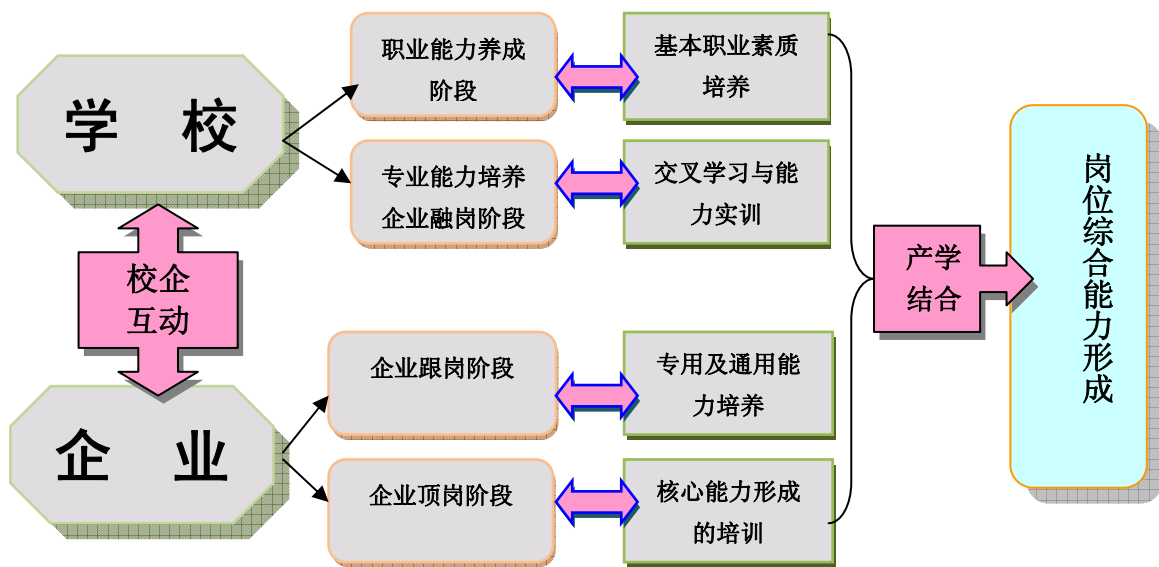 学 校
职业能力养成
阶段
基本职业素质
培养
专业能力培养
企业融岗阶段
交叉学习与能
力实训
校企
互动
产学
结合
岗位综合能力形成
企 业
企业跟岗阶段
专用及通用能
力培养
企业顶岗阶段
核心能力形成
的培训